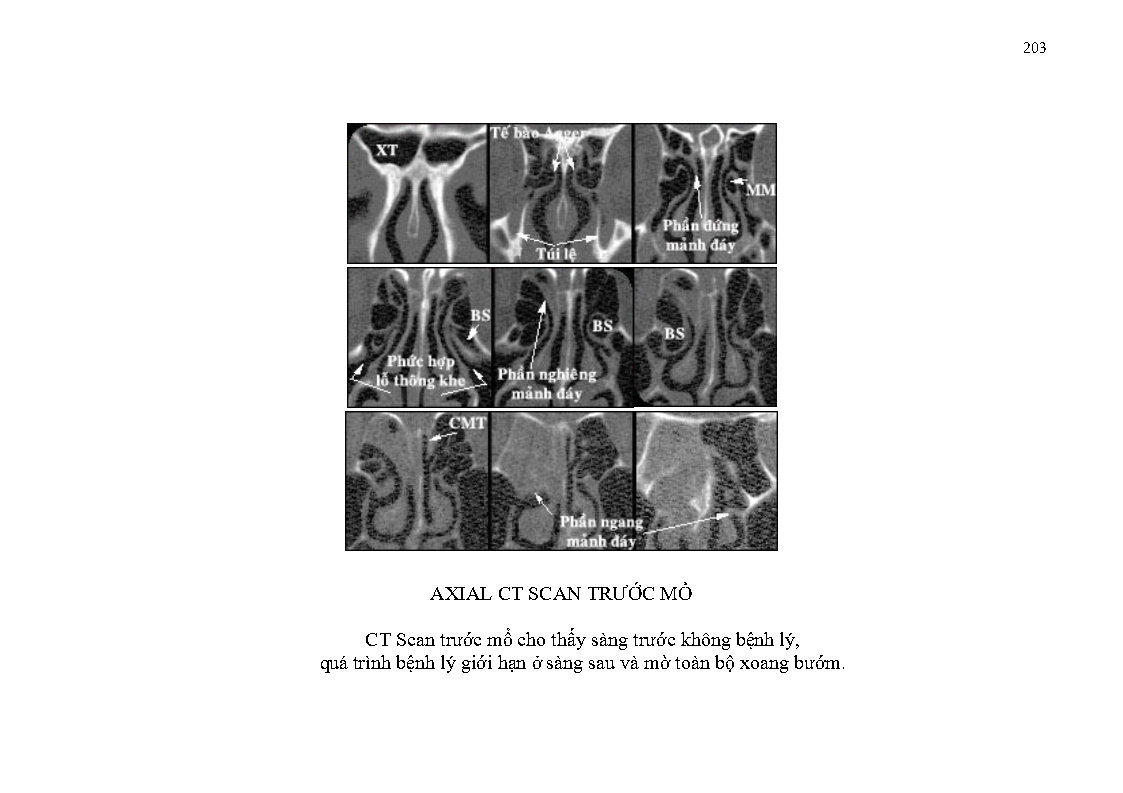 203
XT
Tế bào Agger
Túi lệ
MM
Phần đứng
mảnh đáy
BS
Phức hợp
lỗ thông khe
BS
Phần nghiêng
mảnh đáy
BS
CMT
Phần ngang
mảnh đáy
AXIAL CT SCAN TRƯỚC MỔ
CT Scan trước mổ cho thấy sàng trước không bệnh lý,
quá trình bệnh lý giới hạn ở sàng sau và mờ toàn bộ xoang bướm.